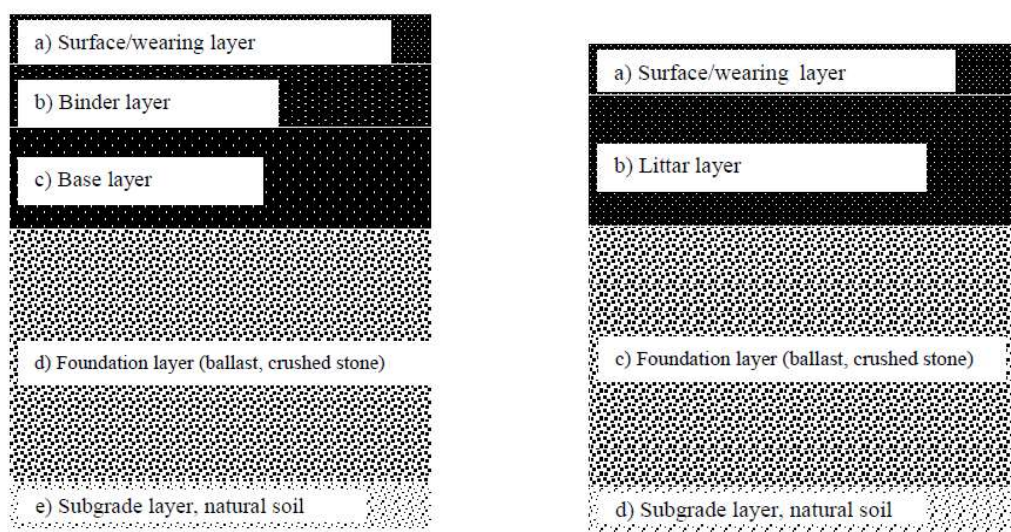 a) Surface/wearing layer
b) Binder layer
c) Base layer
d) Foundation layer (ballast, crushed stone)
e) Subgrade layer, natural soil
a) Surface/wearing layer
b) Littar layer
c) Foundation layer (ballast, crushed stone)
d) Subgrade layer, natural soil